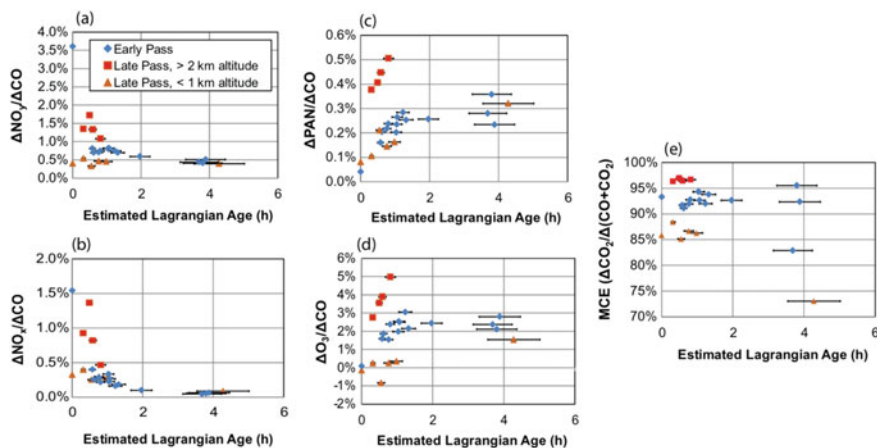 (a)
4.0%
3.5%
3.0%
2.5%
2.0%
1.5%
1.0%
0.5%
0.0%
ΔNOy/ΔCO
Early Pass
Late Pass, > 2 km altitude
Late Pass, < 1 km altitude
0 2 4 6
Estimated Lagrangian Age (h)
(b)
2.0%
1.5%
1.0%
0.5%
0.0%
ΔNOx/ΔCO
0 2 4 6
Estimated Lagrangian Age (h)
(c)
0.6%
0.5%
0.4%
0.3%
0.2%
0.1%
0.0%
ΔPAN/ΔCO
0 2 4 6
Estimated Lagrangian Age (h)
(d)
6%
5%
4%
3%
2%
1%
0%
-1%
-2%
ΔO3/ΔCO
0 2 4 6
Estimated Lagrangian Age (h)
(e)
100%
95%
90%
85%
80%
75%
70%
MCE (ΔCO2/Δ(CO+CO2)
0 2 4 6
Estimated Lagrangian Age (h)